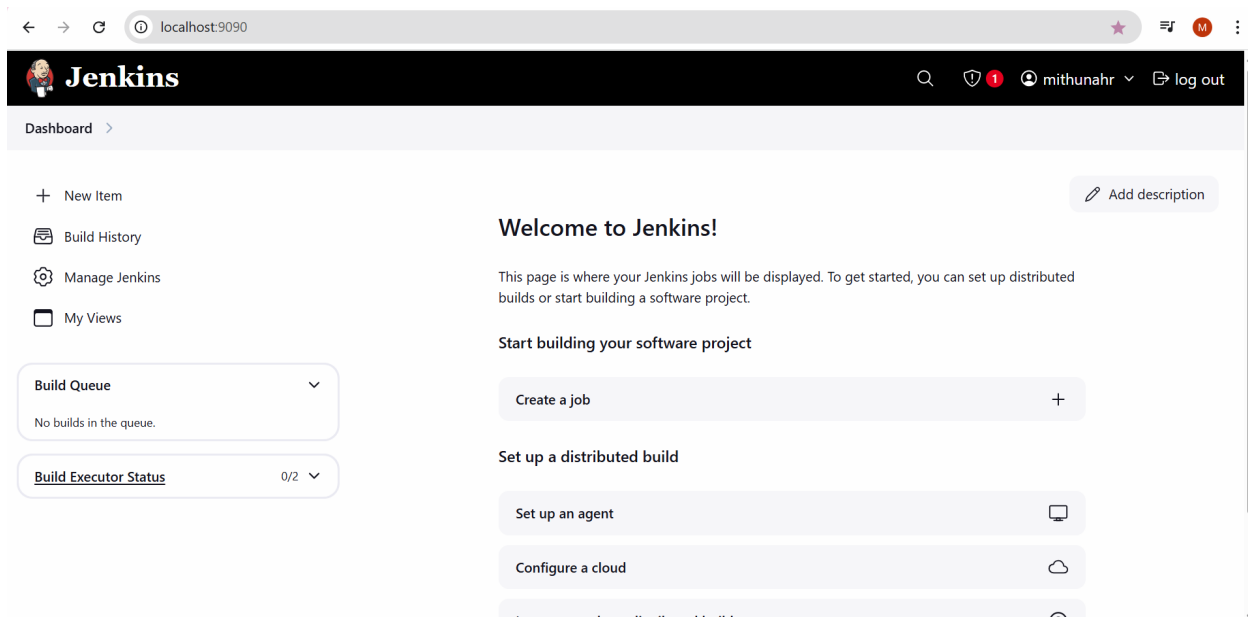 localhost:9090
M
Jenkins
1
mithunahr
log out
Dashboard
New Item
Build History
Manage Jenkins
My Views
Build Queue
No builds in the queue.
Build Executor Status
0/2
Add description
Welcome to Jenkins!
This page is where your Jenkins jobs will be displayed. To get started, you can set up distributed
builds or start building a software project.
Start building your software project
Create a job
Set up a distributed build
Set up an agent
Configure a cloud